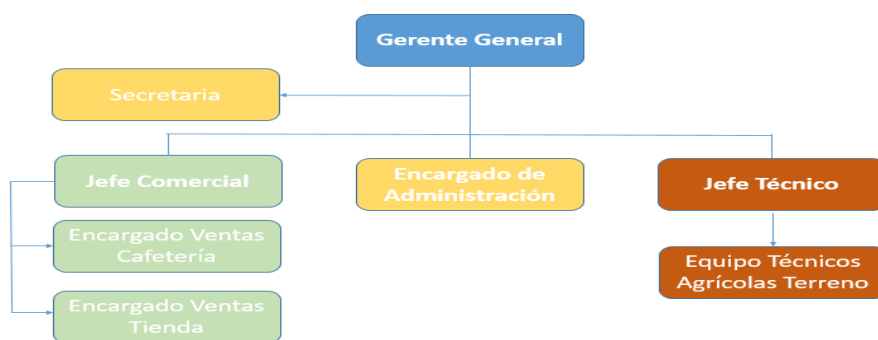 Gerente General
Secretaria
Jefe Comercial
Encargado de
Administración
Jefe Técnico
Encargado Ventas
Cafetería
Equipo Técnicos
Agrícolas Terreno
Encargado Ventas
Tienda